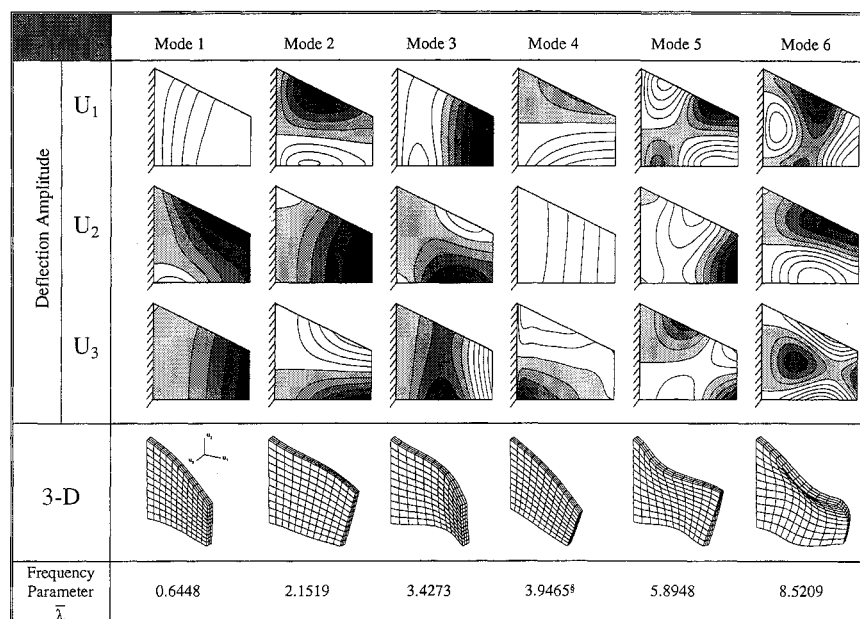 Mode 1 Mode 2 Mode 3 Mode 4 Mode 5 Mode 6
Deflection Amplitude
U1
U2
U3
3-D
Frequency
Parameter
λ̅
0.6448 2.1519 3.4273 3.9465§ 5.8948 8.5209